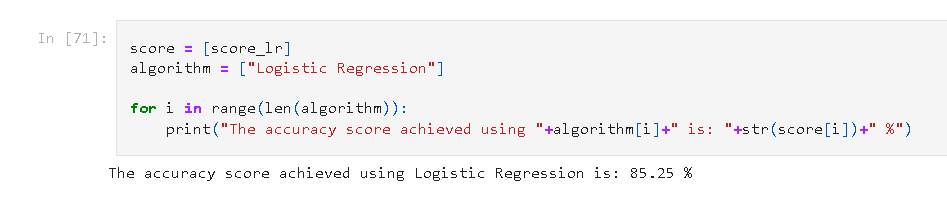 In [71]:
score = [score_lr]
algorithm = ["Logistic Regression"]
for i in range(len(algorithm)):
    print("The accuracy score achieved using "+algorithm[i]+" is: "+str(score[i])+" %")
The accuracy score achieved using Logistic Regression is: 85.25 %